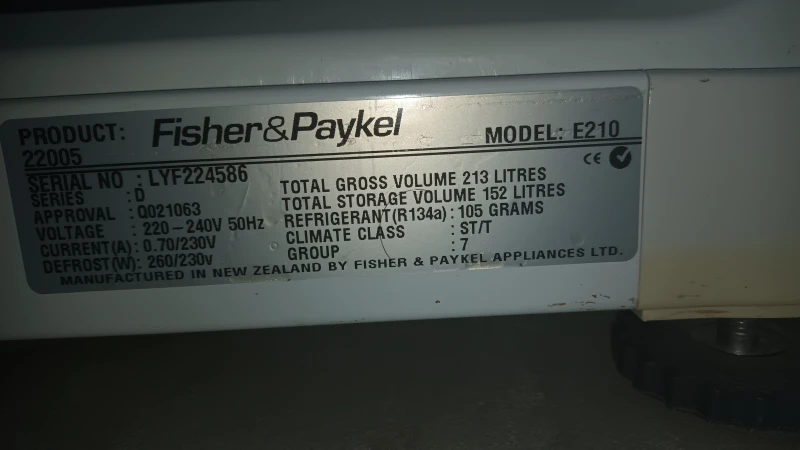 PRODUCT: Fisher&Paykel MODEL: E210
22005
SERIAL NO : LYF224586
SERIES : D
APPROVAL : Q021063
VOLTAGE : 220-240V 50Hz
CURRENT(A) : 0.70/230V
DEFROST(W) : 260/230v
TOTAL GROSS VOLUME 213 LITRES
TOTAL STORAGE VOLUME 152 LITRES
REFRIGERANT(R134a) : 105 GRAMS
CLIMATE CLASS : ST/T
GROUP : 7
CE
MANUFACTURED IN NEW ZEALAND BY FISHER & PAYKEL APPLIANCES LTD.